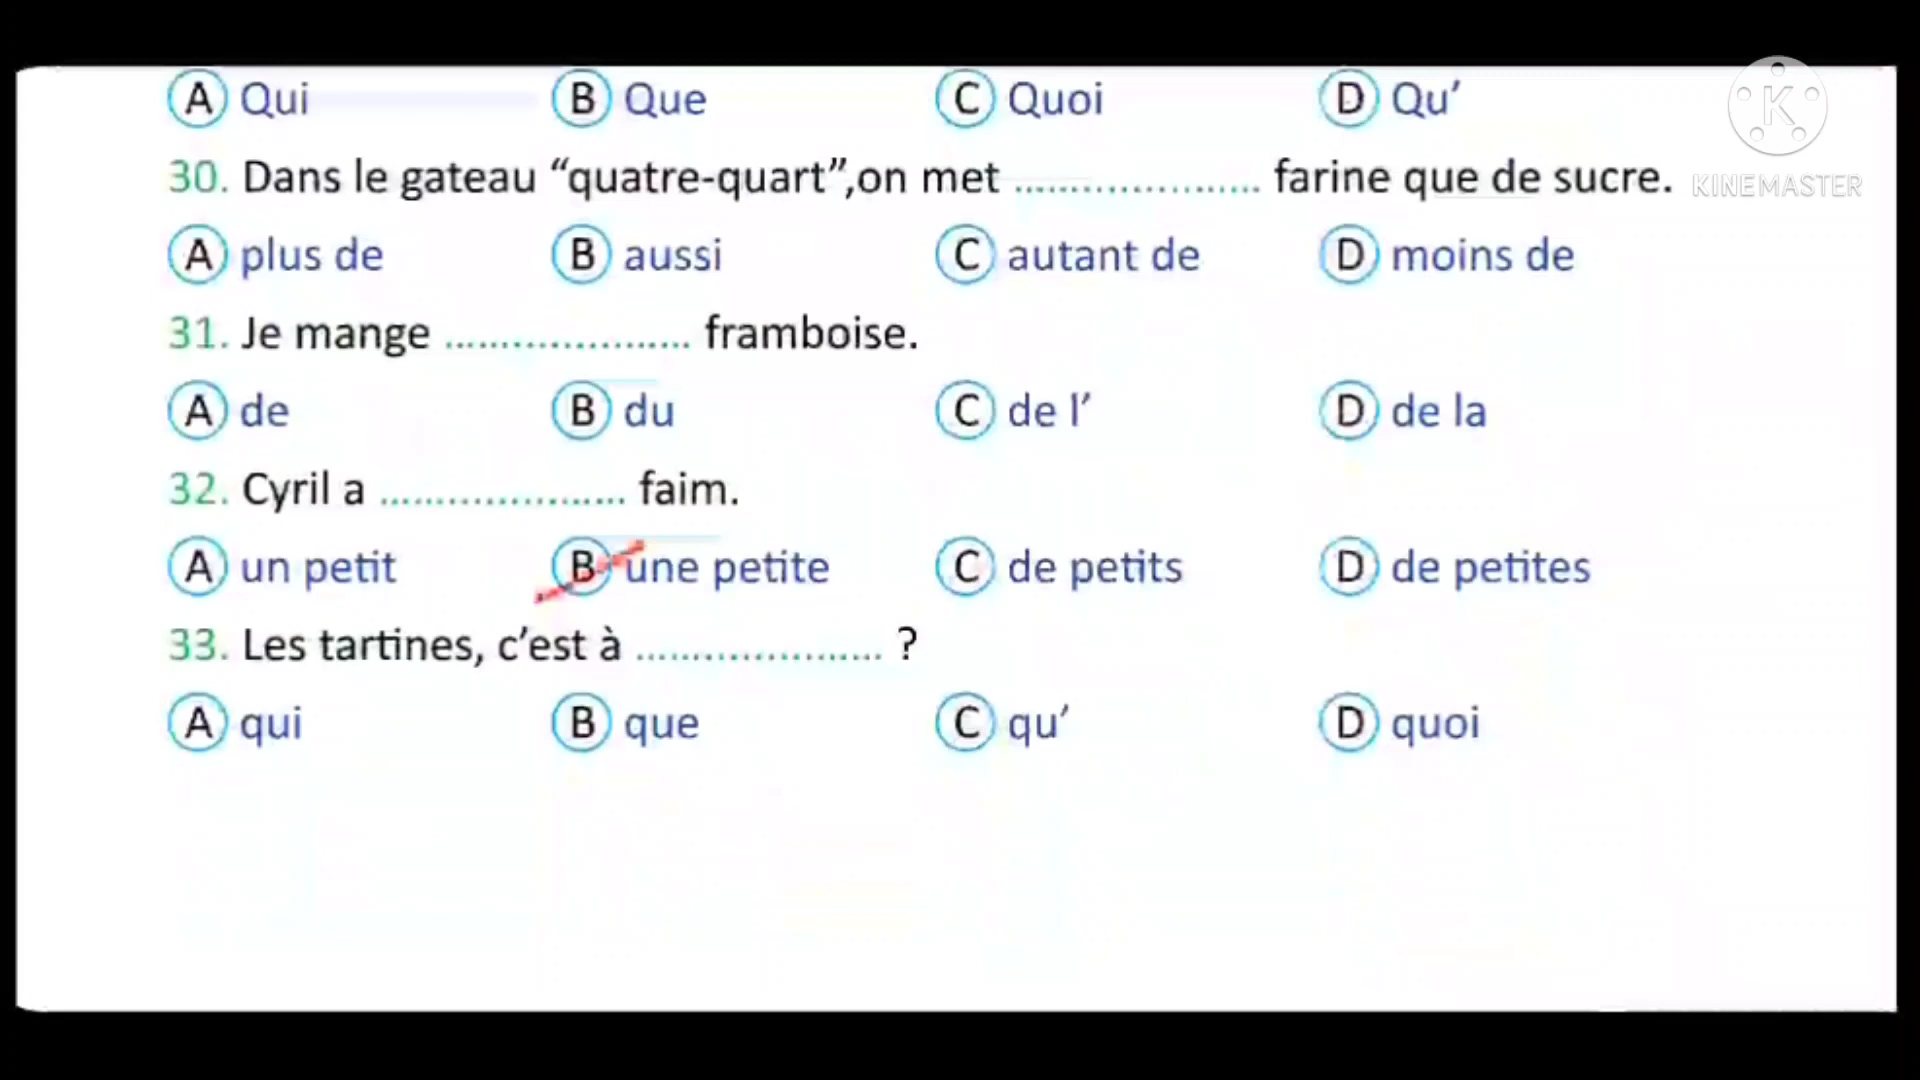 A Qui B Que C Quoi D Qu’
30. Dans le gateau “quatre-quart”,on met ..................... farine que de sucre.
A plus de B aussi C autant de D moins de
31. Je mange ..................... framboise.
A de B du C de l’ D de la
32. Cyril a ..................... faim.
A un petit B une petite C de petits D de petites
33. Les tartines, c’est à ..................... ?
A qui B que C qu’ D quoi
K
KINEMASTER